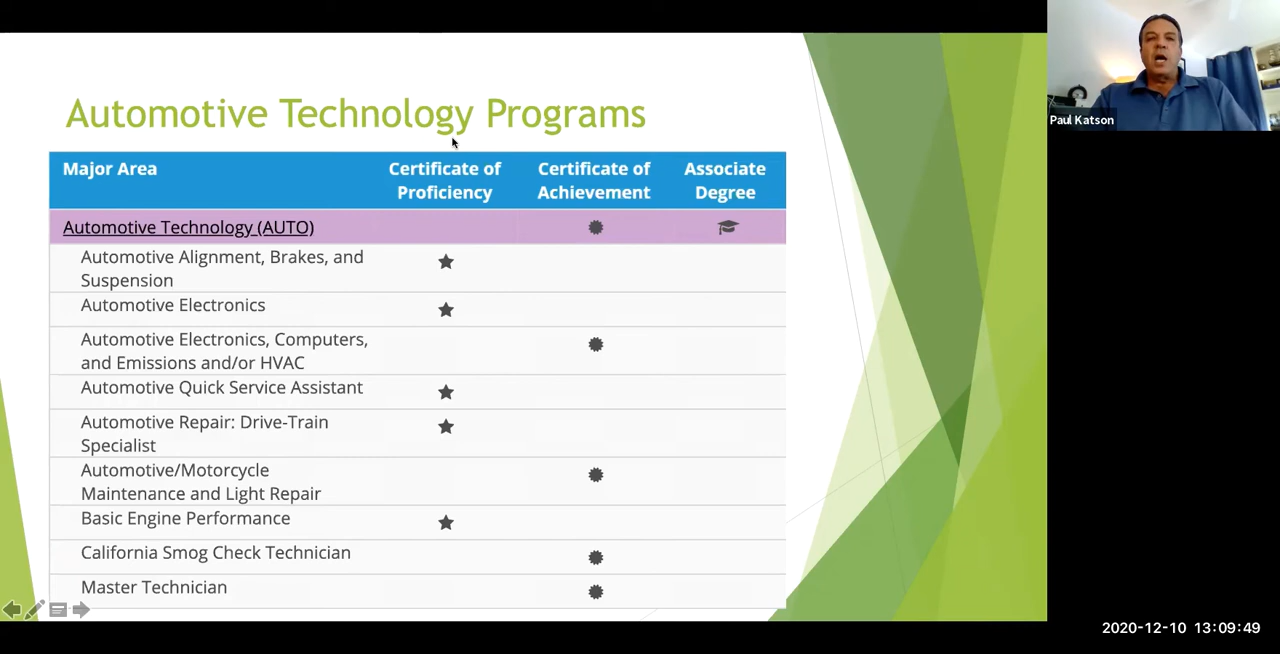 Automotive Technology Programs
Paul Katson
Major Area
Certificate of
Proficiency
Certificate of
Achievement
Associate
Degree
Automotive Technology (AUTO)
Automotive Alignment, Brakes, and
Suspension
Automotive Electronics
Automotive Electronics, Computers,
and Emissions and/or HVAC
Automotive Quick Service Assistant
Automotive Repair: Drive-Train
Specialist
Automotive/Motorcycle
Maintenance and Light Repair
Basic Engine Performance
California Smog Check Technician
Master Technician
2020-12-10 13:09:49